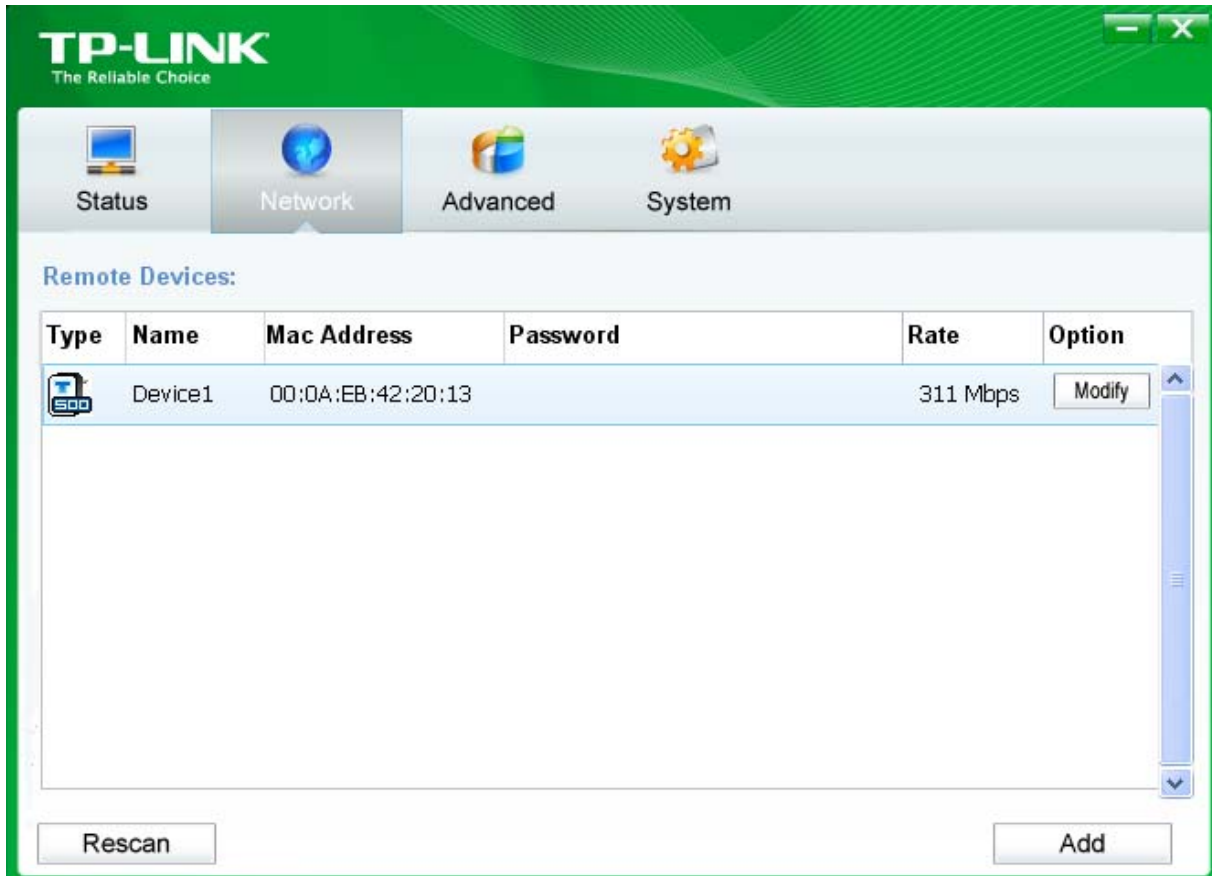 TP-LINK
The Reliable Choice
Status Network Advanced System
Remote Devices:
Type Name Mac Address Password Rate Option
T 500 Device1 00:0A:EB:42:20:13 311 Mbps Modify
Rescan Add